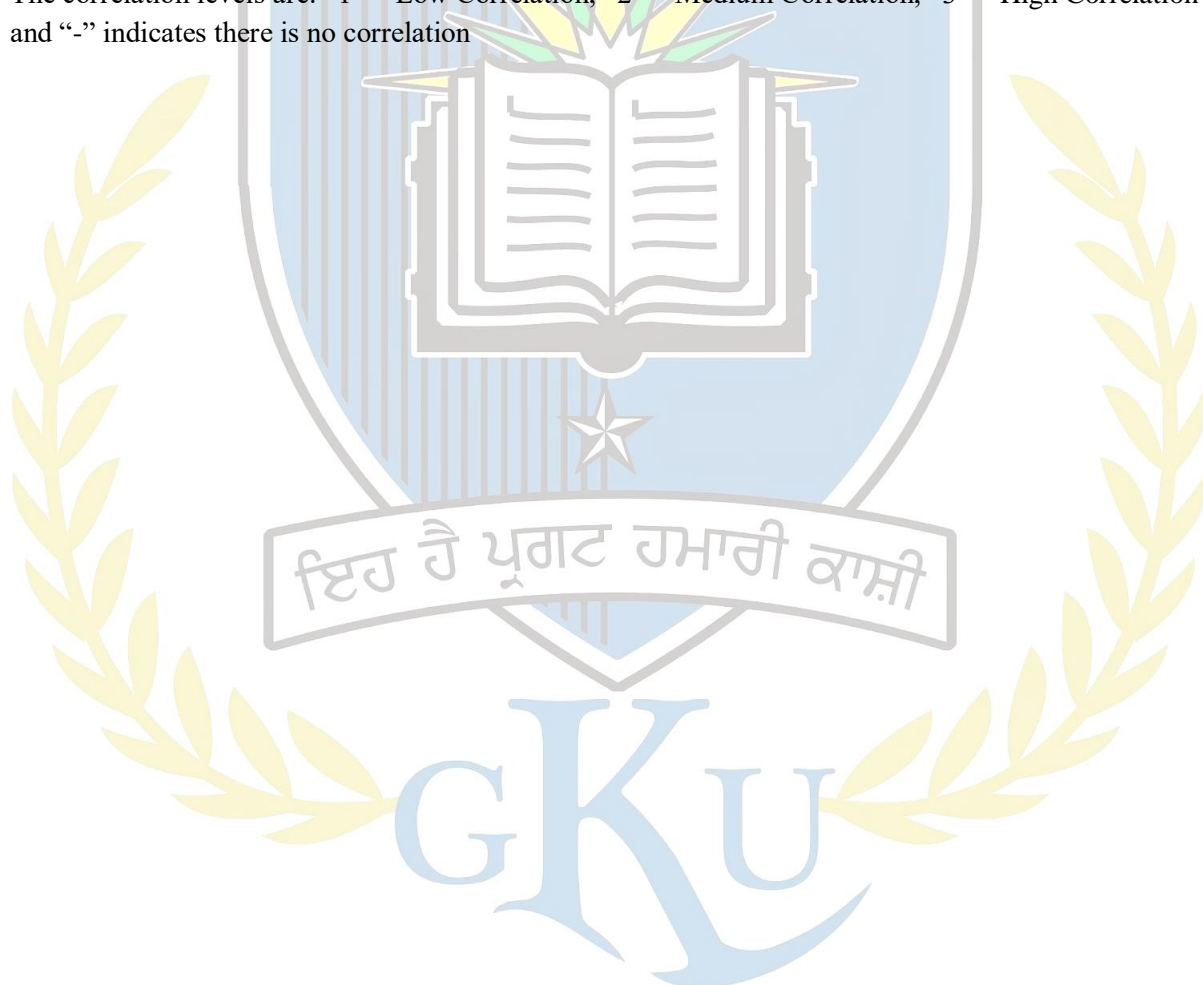 The correlation levels are: “1” – Low Correlation, “2” – Medium Correlation, “3” – High Correlation
and “-” indicates there is no correlation
ਇਹ ਹੈ ਪ੍ਰਗਟ ਹਮਾਰੀ ਕਾਸ਼ੀ
GKU